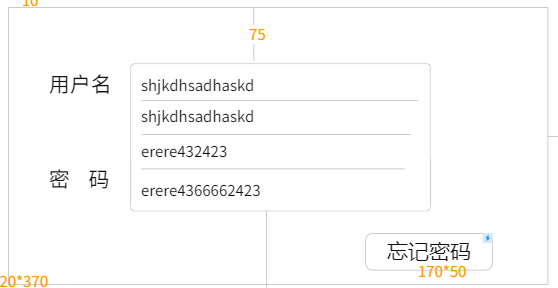 10
75
用户名
shjkdhsadhaskd
shjkdhsadhaskd
erere432423
密 码
erere4366662423
忘记密码
170*50
20*370